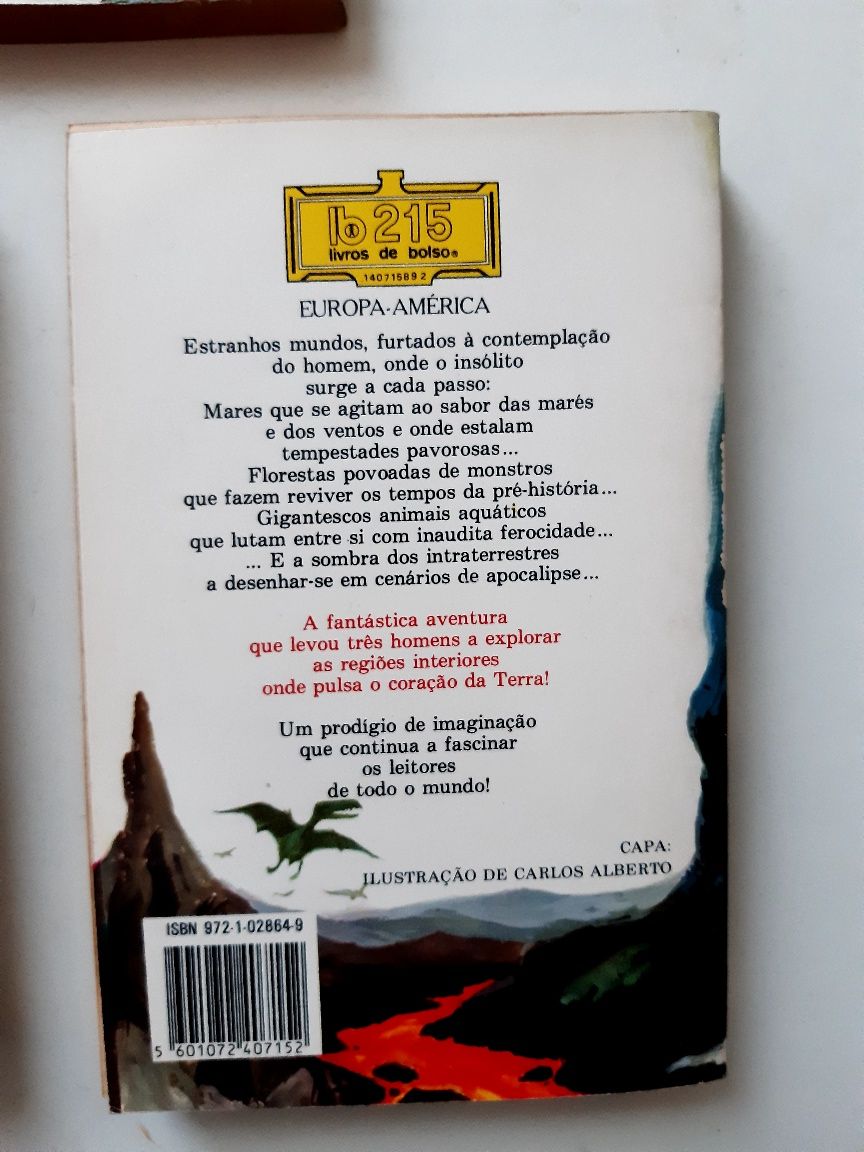 lb 215
livros de bolso®
140715892
EUROPA-AMÉRICA
Estranhos mundos, furtados à contemplação
do homem, onde o insólito
surge a cada passo:
Mares que se agitam ao sabor das marés
e dos ventos e onde estalam
tempestades pavorosas...
Florestas povoadas de monstros
que fazem reviver os tempos da pré-história...
Gigantescos animais aquáticos
que lutam entre si com inaudita ferocidade...
... E a sombra dos intraterrestres
a desenhar-se em cenários de apocalipse...
A fantástica aventura
que levou três homens a explorar
as regiões interiores
onde pulsa o coração da Terra!
Um prodígio de imaginação
que continua a fascinar
os leitores
de todo o mundo!
CAPA:
ILUSTRAÇÃO DE CARLOS ALBERTO
ISBN 972-1-02864-9
5 601072 407152